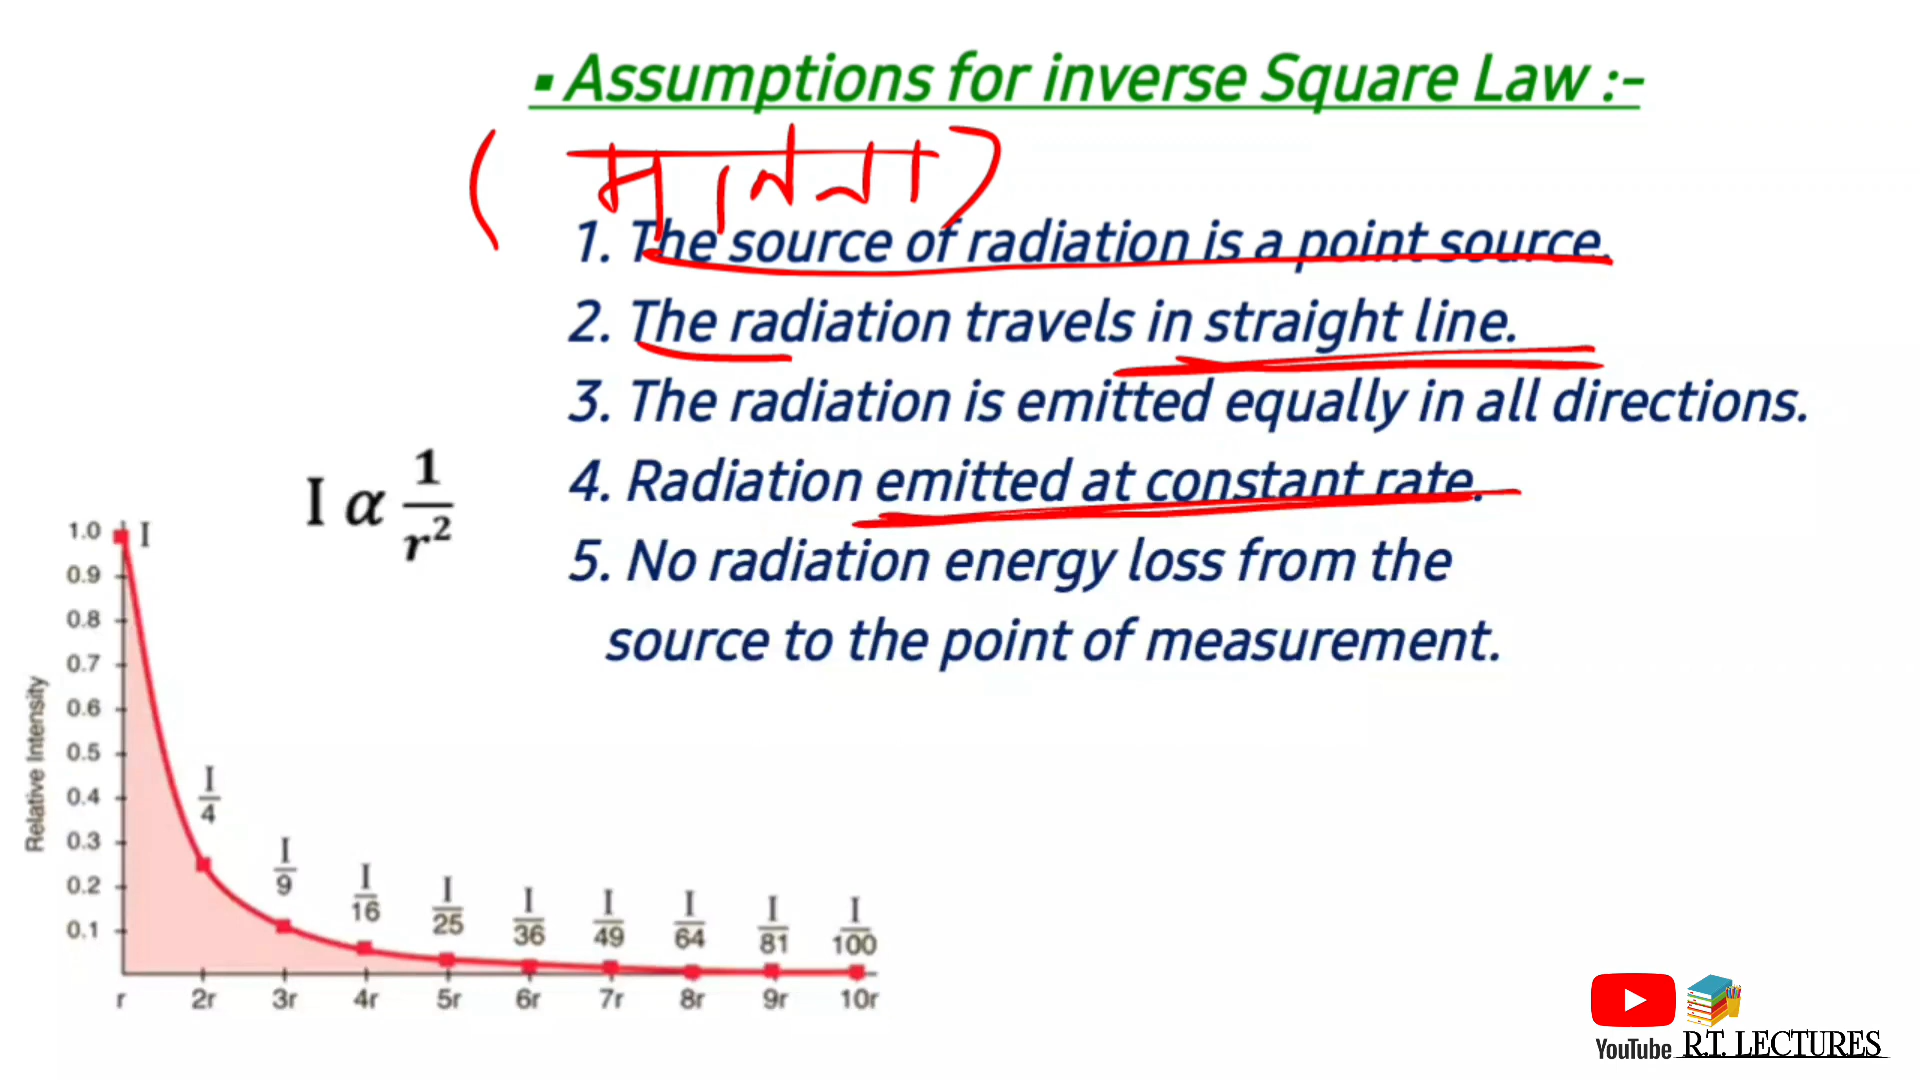 ▪ Assumptions for inverse Square Law :-
( मानना )
1. The source of radiation is a point source.
2. The radiation travels in straight line.
3. The radiation is emitted equally in all directions.
4. Radiation emitted at constant rate.
5. No radiation energy loss from the
source to the point of measurement.
I α 1/r²
Relative Intensity
1.0
0.9
0.8
0.7
0.6
0.5
0.4
0.3
0.2
0.1
I
I/4
I/9
I/16
I/25
I/36
I/49
I/64
I/81
I/100
r 2r 3r 4r 5r 6r 7r 8r 9r 10r
YouTube R.T. LECTURES